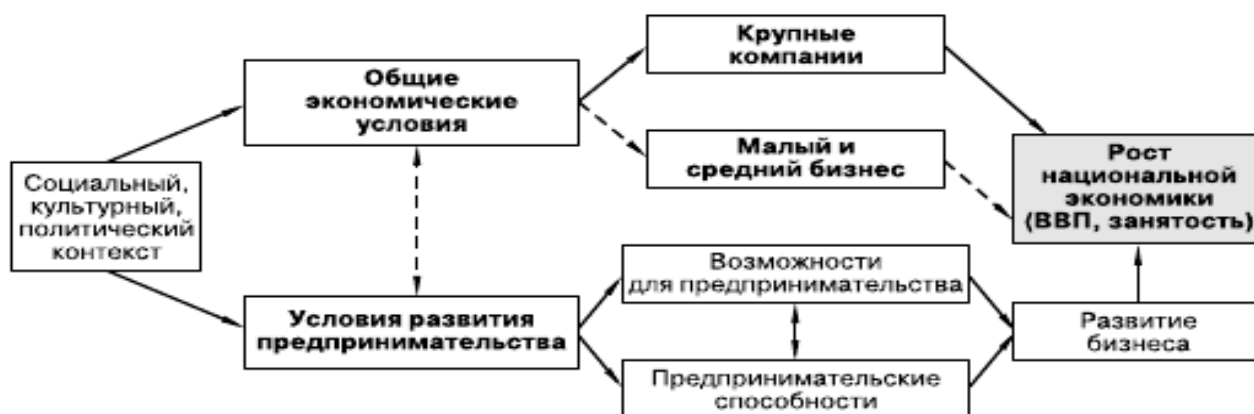 Социальный,
культурный,
политический
контекст
Общие
экономические
условия
Условия развития
предпринимательства
Крупные
компании
Малый и
средний бизнес
Возможности
для предпринимательства
Предпринимательские
способности
Рост
национальной
экономики
(ВВП, занятость)
Развитие
бизнеса